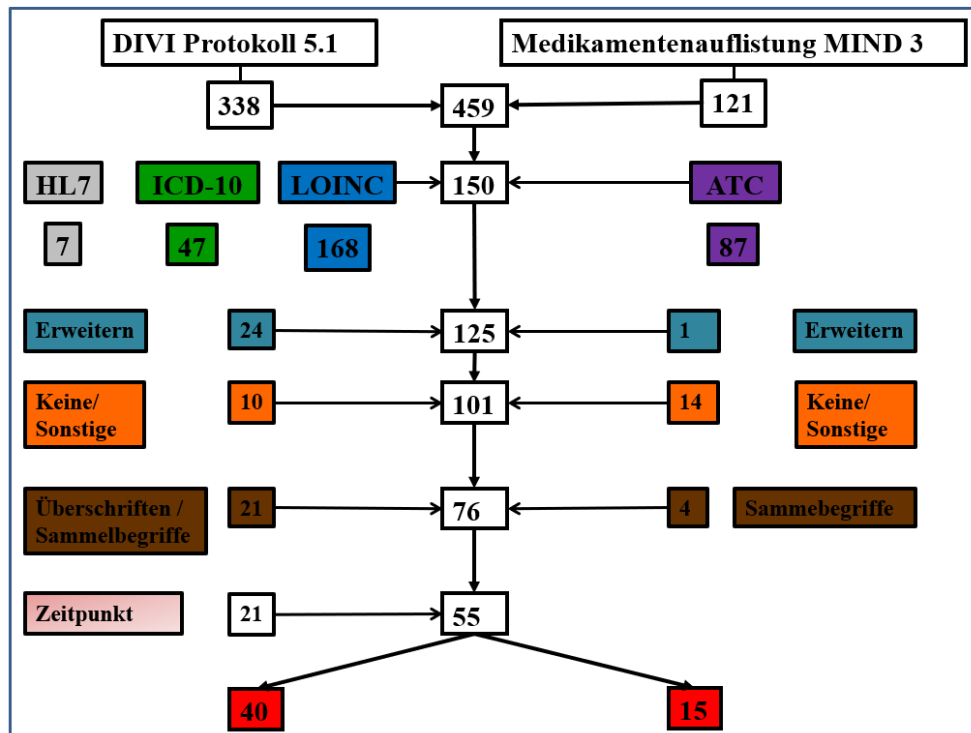 DIVI Protokoll 5.1
Medikamentenauflistung MIND 3
338
459
121
HL7
ICD-10
LOINC
150
ATC
7
47
168
87
Erweitern
24
125
1
Erweitern
Keine/
Sonstige
10
101
14
Keine/
Sonstige
Überschriften /
Sammelbegriffe
21
76
4
Sammebegriffe
Zeitpunkt
21
55
40
15